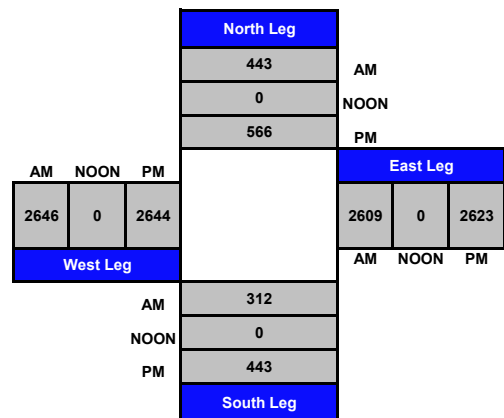 North Leg
443
AM
0
NOON
566
PM
AM NOON PM
East Leg
2646 0 2644
2609 0 2623
West Leg
AM NOON PM
AM
312
NOON
0
PM
443
South Leg